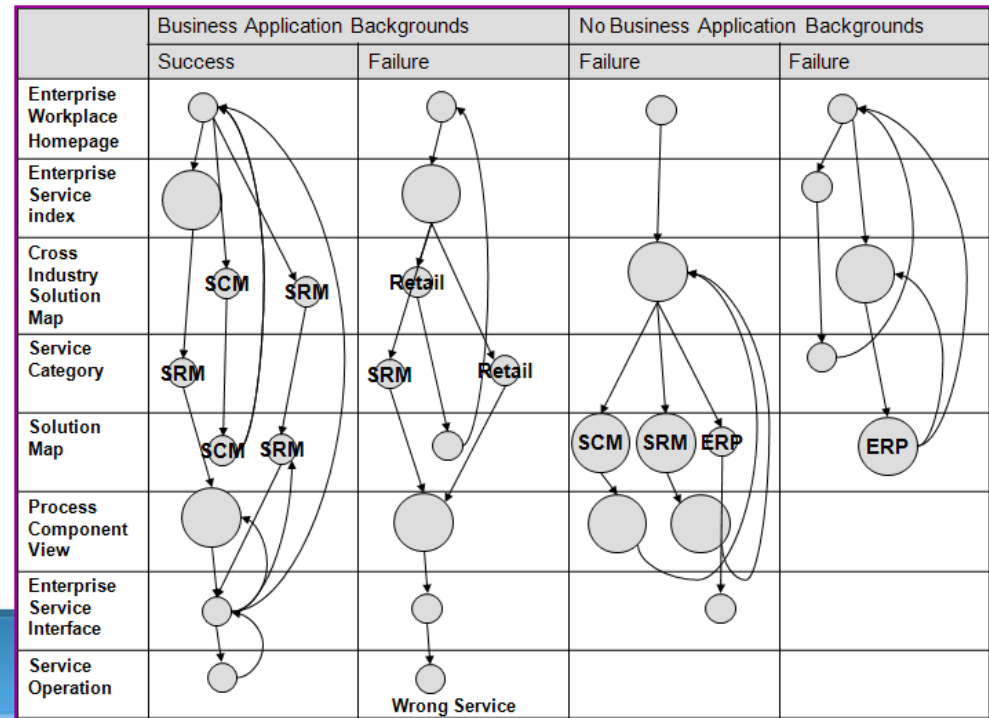 Business Application Backgrounds
No Business Application Backgrounds
Success
Failure
Failure
Failure
Enterprise
Workplace
Homepage
Enterprise
Service
index
Cross
Industry
Solution
Map
SCM
SRM
Retail
Service
Category
SRM
SRM
Retail
Solution
Map
SCM
SRM
SCM
SRM
ERP
ERP
Process
Component
View
Enterprise
Service
Interface
Service
Operation
Wrong Service